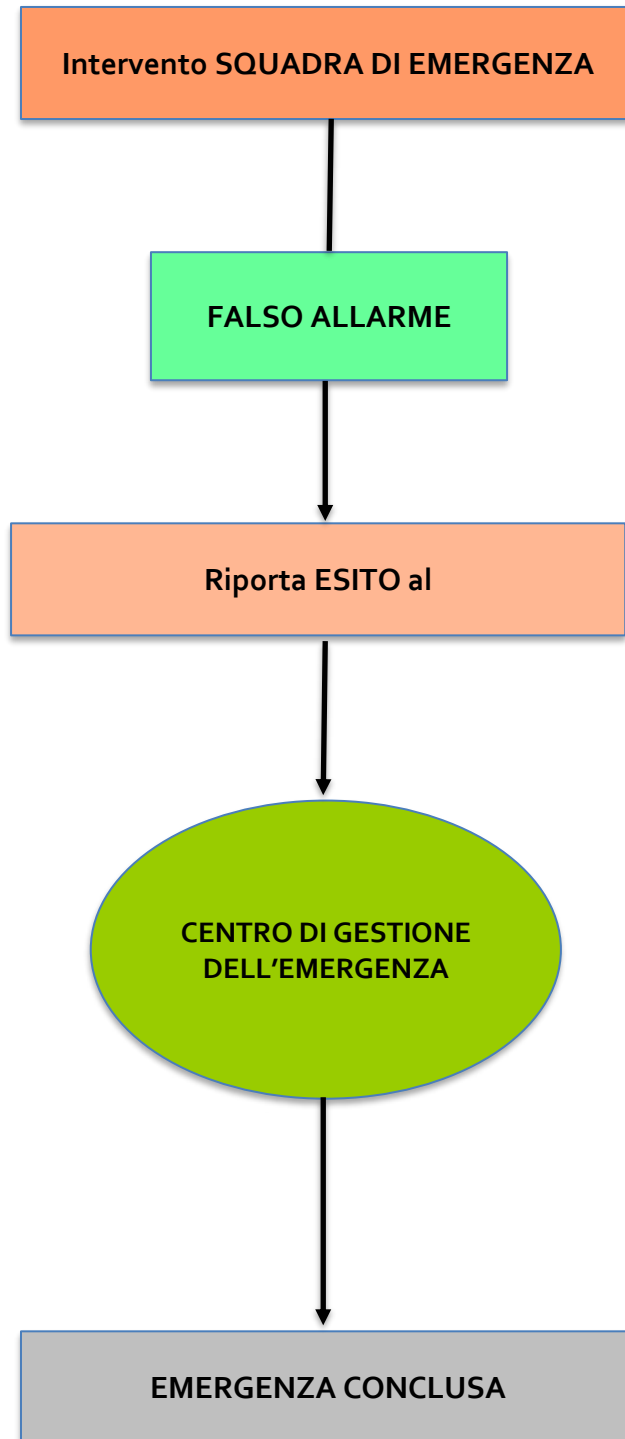 Intervento SQUADRA DI EMERGENZA
FALSO ALLARME
Riporta ESITO al
CENTRO DI GESTIONE
DELL’EMERGENZA
EMERGENZA CONCLUSA